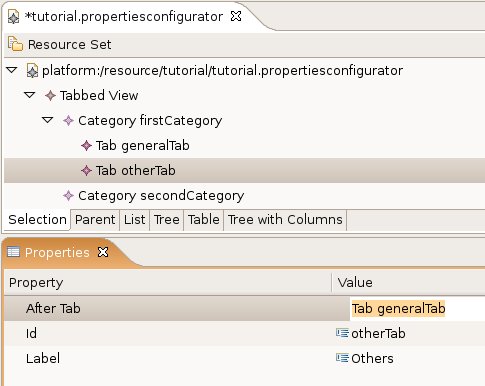 *tutorial.propertiesconfigurator
Resource Set
platform:/resource/tutorial/tutorial.propertiesconfigurator
Tabbed View
Category firstCategory
Tab generalTab
Tab otherTab
Category secondCategory
Selection Parent List Tree Table Tree with Columns
Properties
Property Value
After Tab Tab generalTab
Id otherTab
Label Others